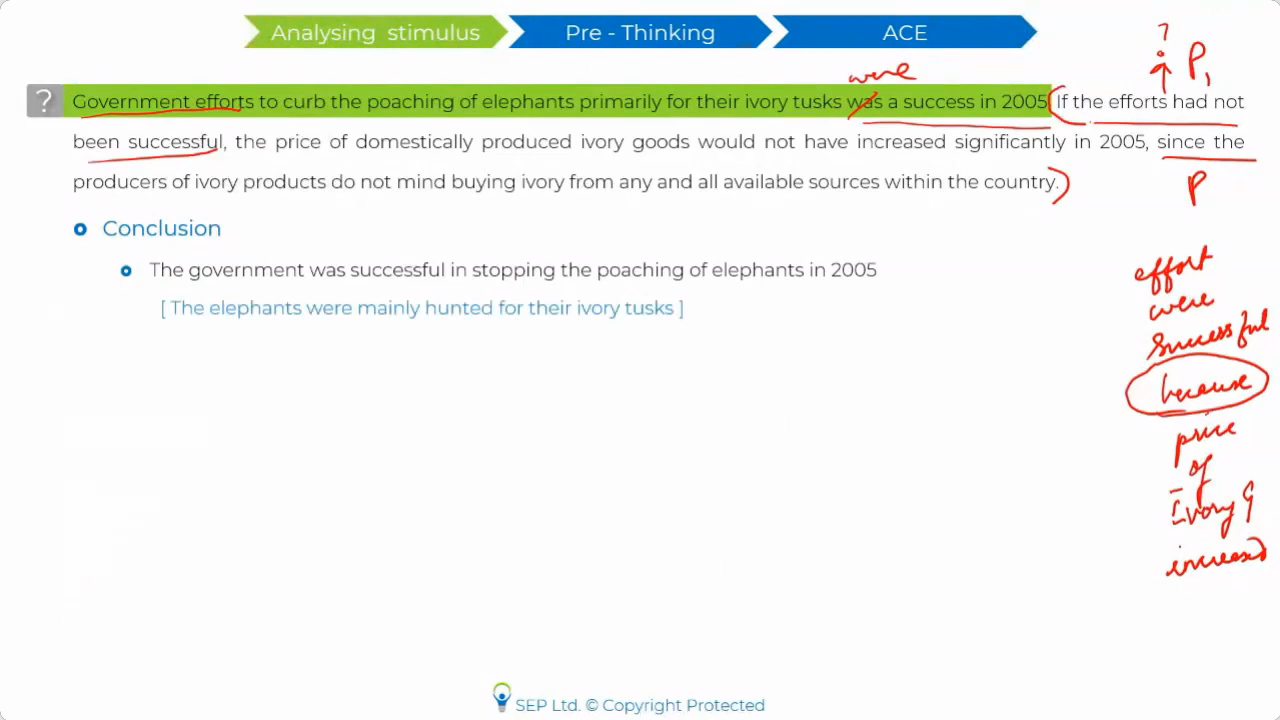 Analysing stimulus
Pre - Thinking
ACE
?
?
P1
were
Government efforts to curb the poaching of elephants primarily for their ivory tusks was a success in 2005. If the efforts had not
been successful, the price of domestically produced ivory goods would not have increased significantly in 2005, since the
producers of ivory products do not mind buying ivory from any and all available sources within the country.
P
Conclusion
The government was successful in stopping the poaching of elephants in 2005
[ The elephants were mainly hunted for their ivory tusks ]
effort
were
successful
because
price
of
Ivory G
increased
SEP Ltd. © Copyright Protected